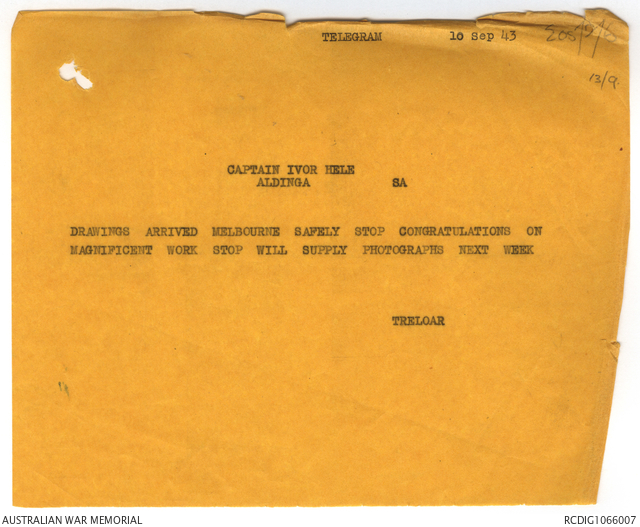 TELEGRAM 10 Sep 43
13/9.
CAPTAIN IVOR HELE
ALDINGA SA
DRAWINGS ARRIVED MELBOURNE SAFELY STOP CONGRATULATIONS ON
MAGNIFICENT WORK STOP WILL SUPPLY PHOTOGRAPHS NEXT WEEK
TRELOAR
AUSTRALIAN WAR MEMORIAL RCDIG1066007